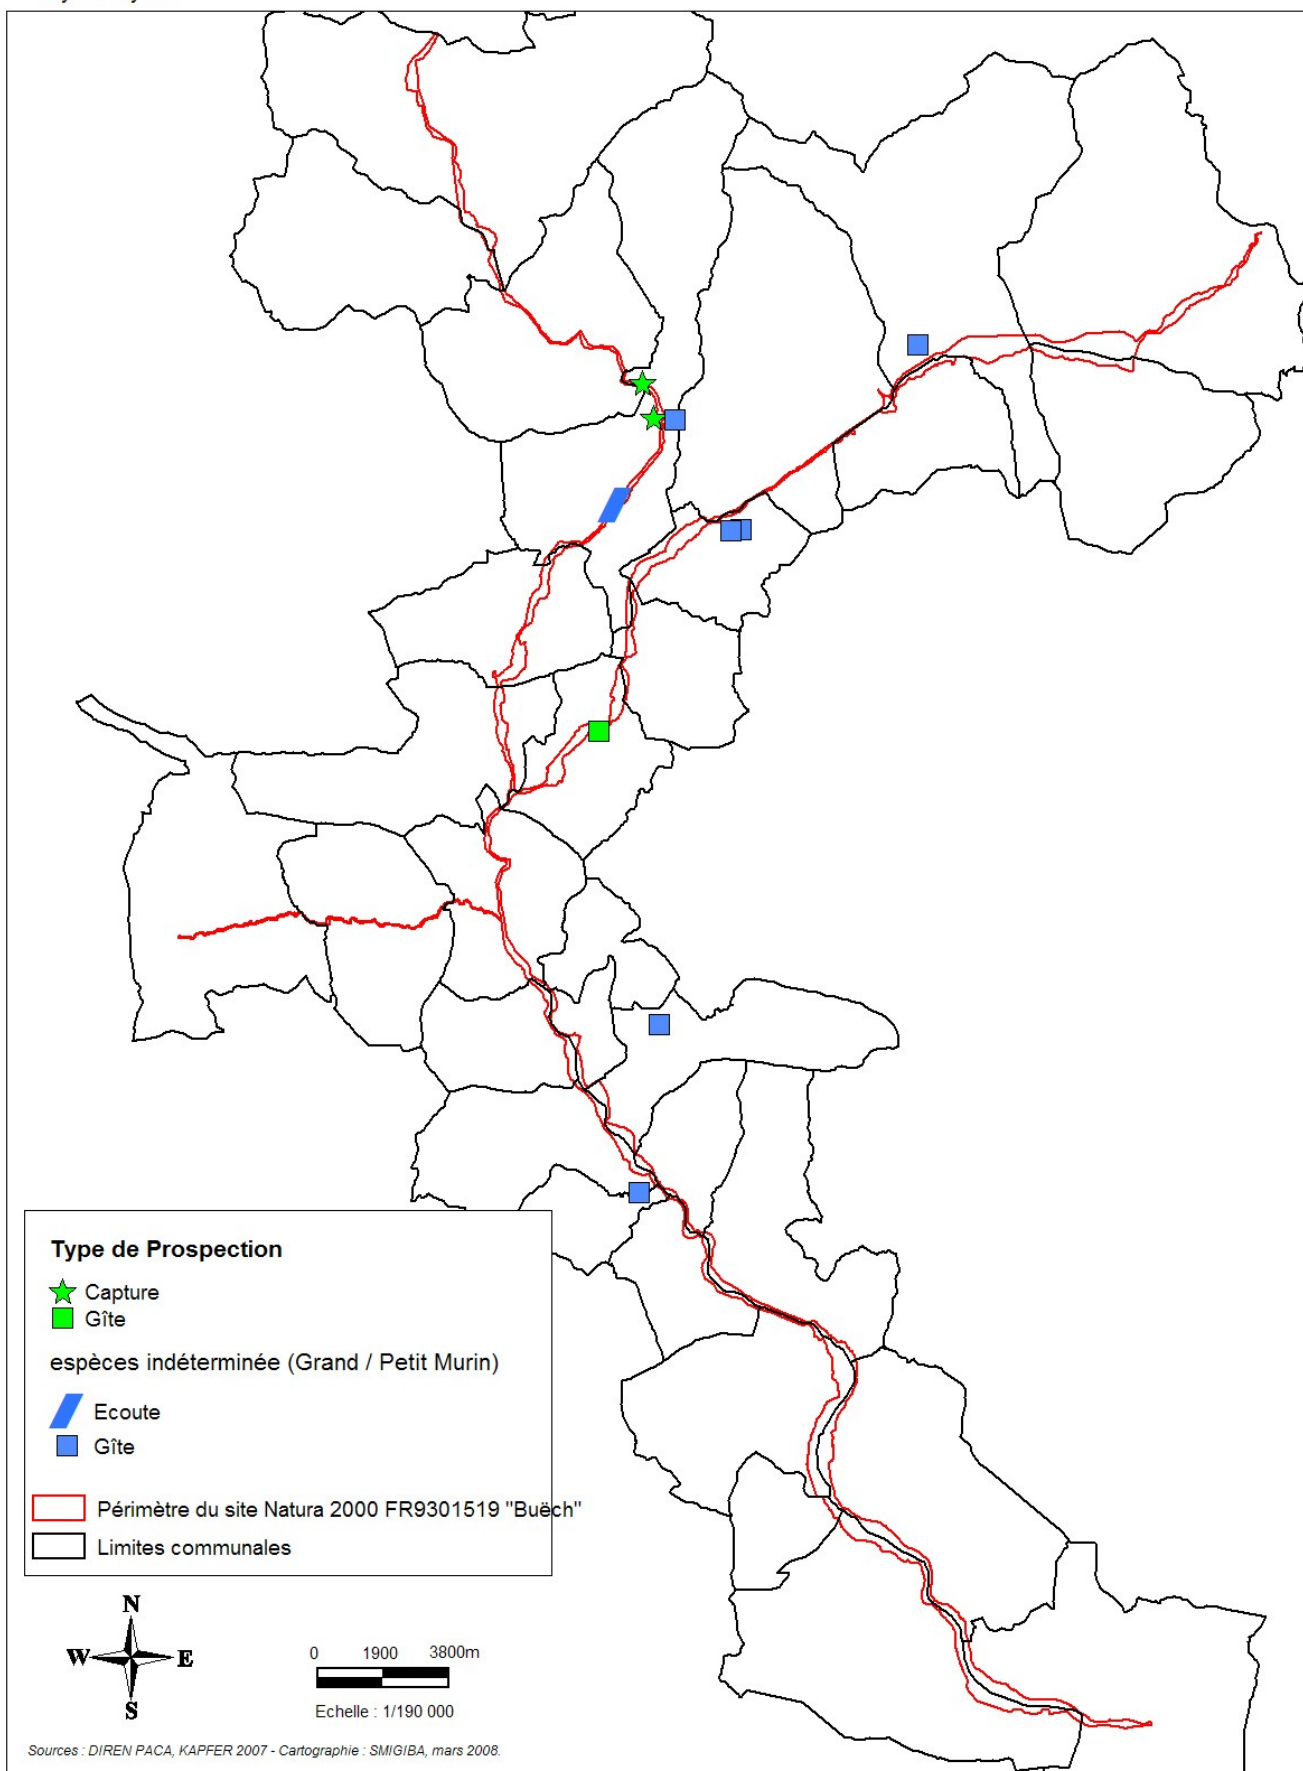 Type de Prospection
Capture
Gîte
espèces indéterminée (Grand / Petit Murin)
Ecoute
Gîte
Périmètre du site Natura 2000 FR9301519 "Buëch"
Limites communales
N
W E
S
0 1900 3800m
Echelle : 1/190 000
Sources : DIREN PACA, KAPFER 2007 - Cartographie : SMIGIBA, mars 2008.